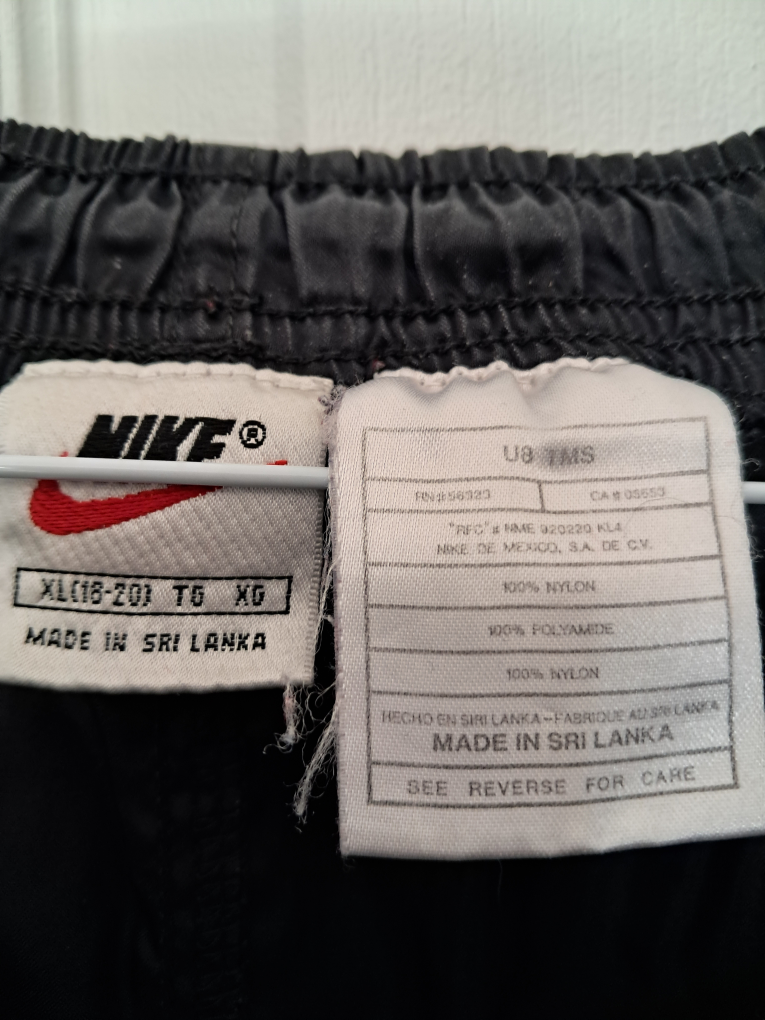 NIKE®
XL(18-20) TG XG
MADE IN SRI LANKA
U8 TMS
RN#56323 CA#05553
"RFC"# NME 920220 KL4
NIKE DE MEXICO, S.A. DE C.V.
100% NYLON
100% POLYAMIDE
100% NYLON
HECHO EN SIRI LANKA-FABRIQUE AU SRI LANKA
MADE IN SRI LANKA
SEE REVERSE FOR CARE